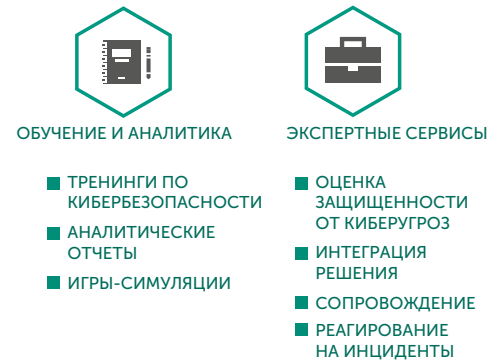 ОБУЧЕНИЕ И АНАЛИТИКА
ТРЕНИНГИ ПО
КИБЕРБЕЗОПАСНОСТИ
АНАЛИТИЧЕСКИЕ
ОТЧЕТЫ
ИГРЫ-СИМУЛЯЦИИ
ЭКСПЕРТНЫЕ СЕРВИСЫ
ОЦЕНКА
ЗАЩИЩЕННОСТИ
ОТ КИБЕРУГРОЗ
ИНТЕГРАЦИЯ
РЕШЕНИЯ
СОПРОВОЖДЕНИЕ
РЕАГИРОВАНИЕ
НА ИНЦИДЕНТЫ